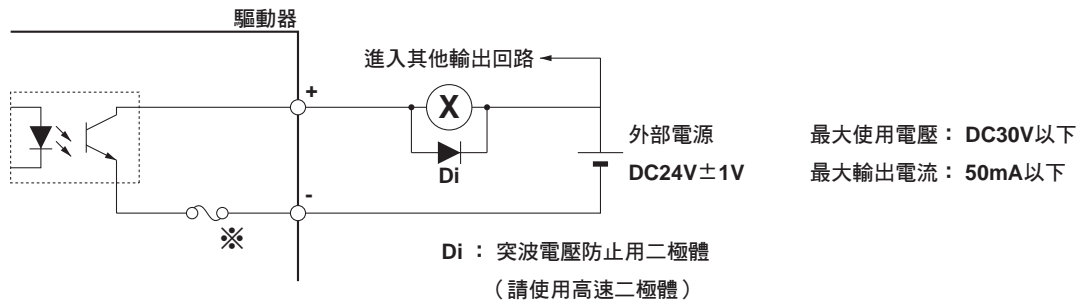 驅動器
進入其他輸出回路
+
X
Di
外部電源
DC24V±1V
最大使用電壓：DC30V以下
最大輸出電流：50mA以下
-
※
Di ： 突波電壓防止用二極體
（請使用高速二極體）